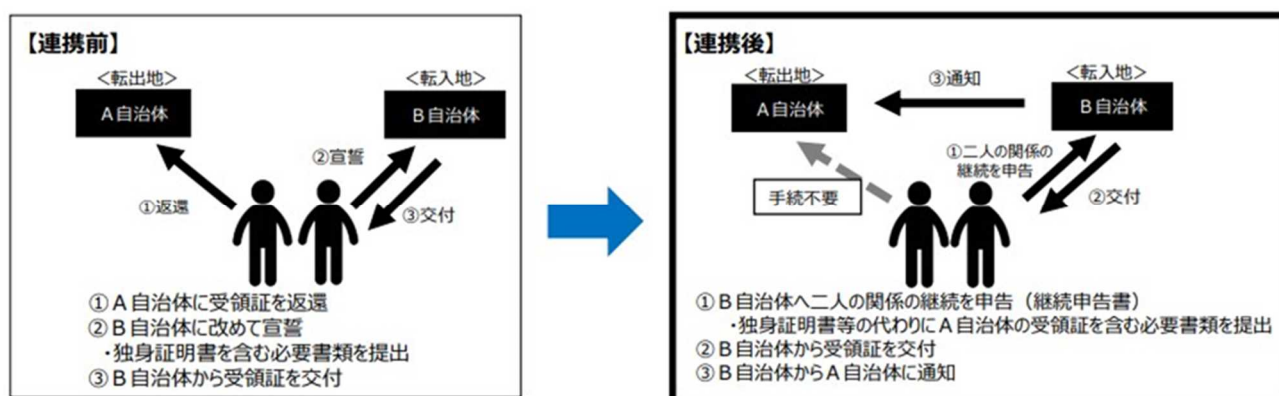 【連携前】
<転出地>
A自治体
<転入地>
B自治体
②宣誓
①返還
③交付
①A自治体に受領証を返還
②B自治体に改めて宣誓
・独身証明書を含む必要書類を提出
③B自治体から受領証を交付
【連携後】
<転出地>
A自治体
③通知
<転入地>
B自治体
①二人の関係の
継続を申告
手続不要
②交付
①B自治体へ二人の関係の継続を申告（継続申告書）
・独身証明書等の代わりにA自治体の受領証を含む必要書類を提出
②B自治体から受領証を交付
③B自治体からA自治体に通知